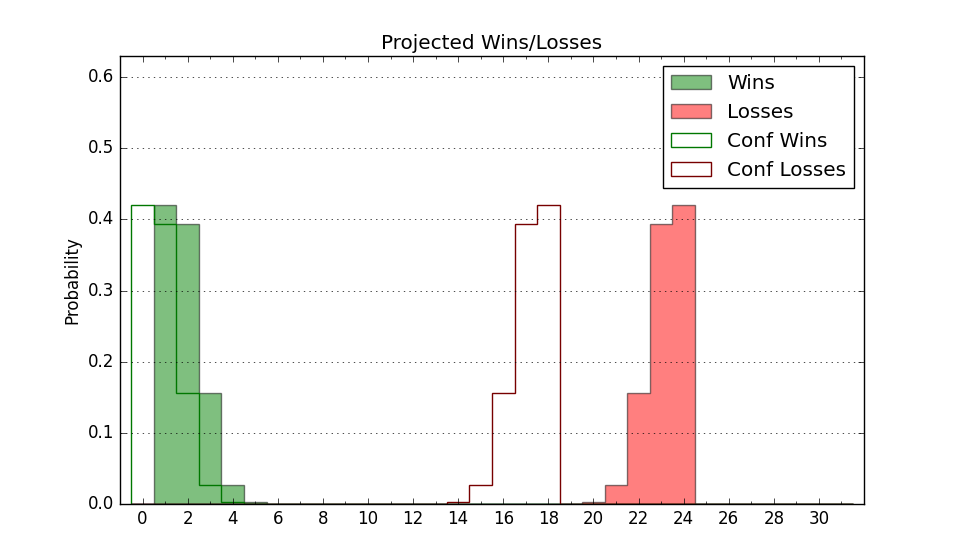 Projected Wins/Losses
Wins
Losses
Conf Wins
Conf Losses
Probability
0.6
0.5
0.4
0.3
0.2
0.1
0.0
0 2 4 6 8 10 12 14 16 18 20 22 24 26 28 30